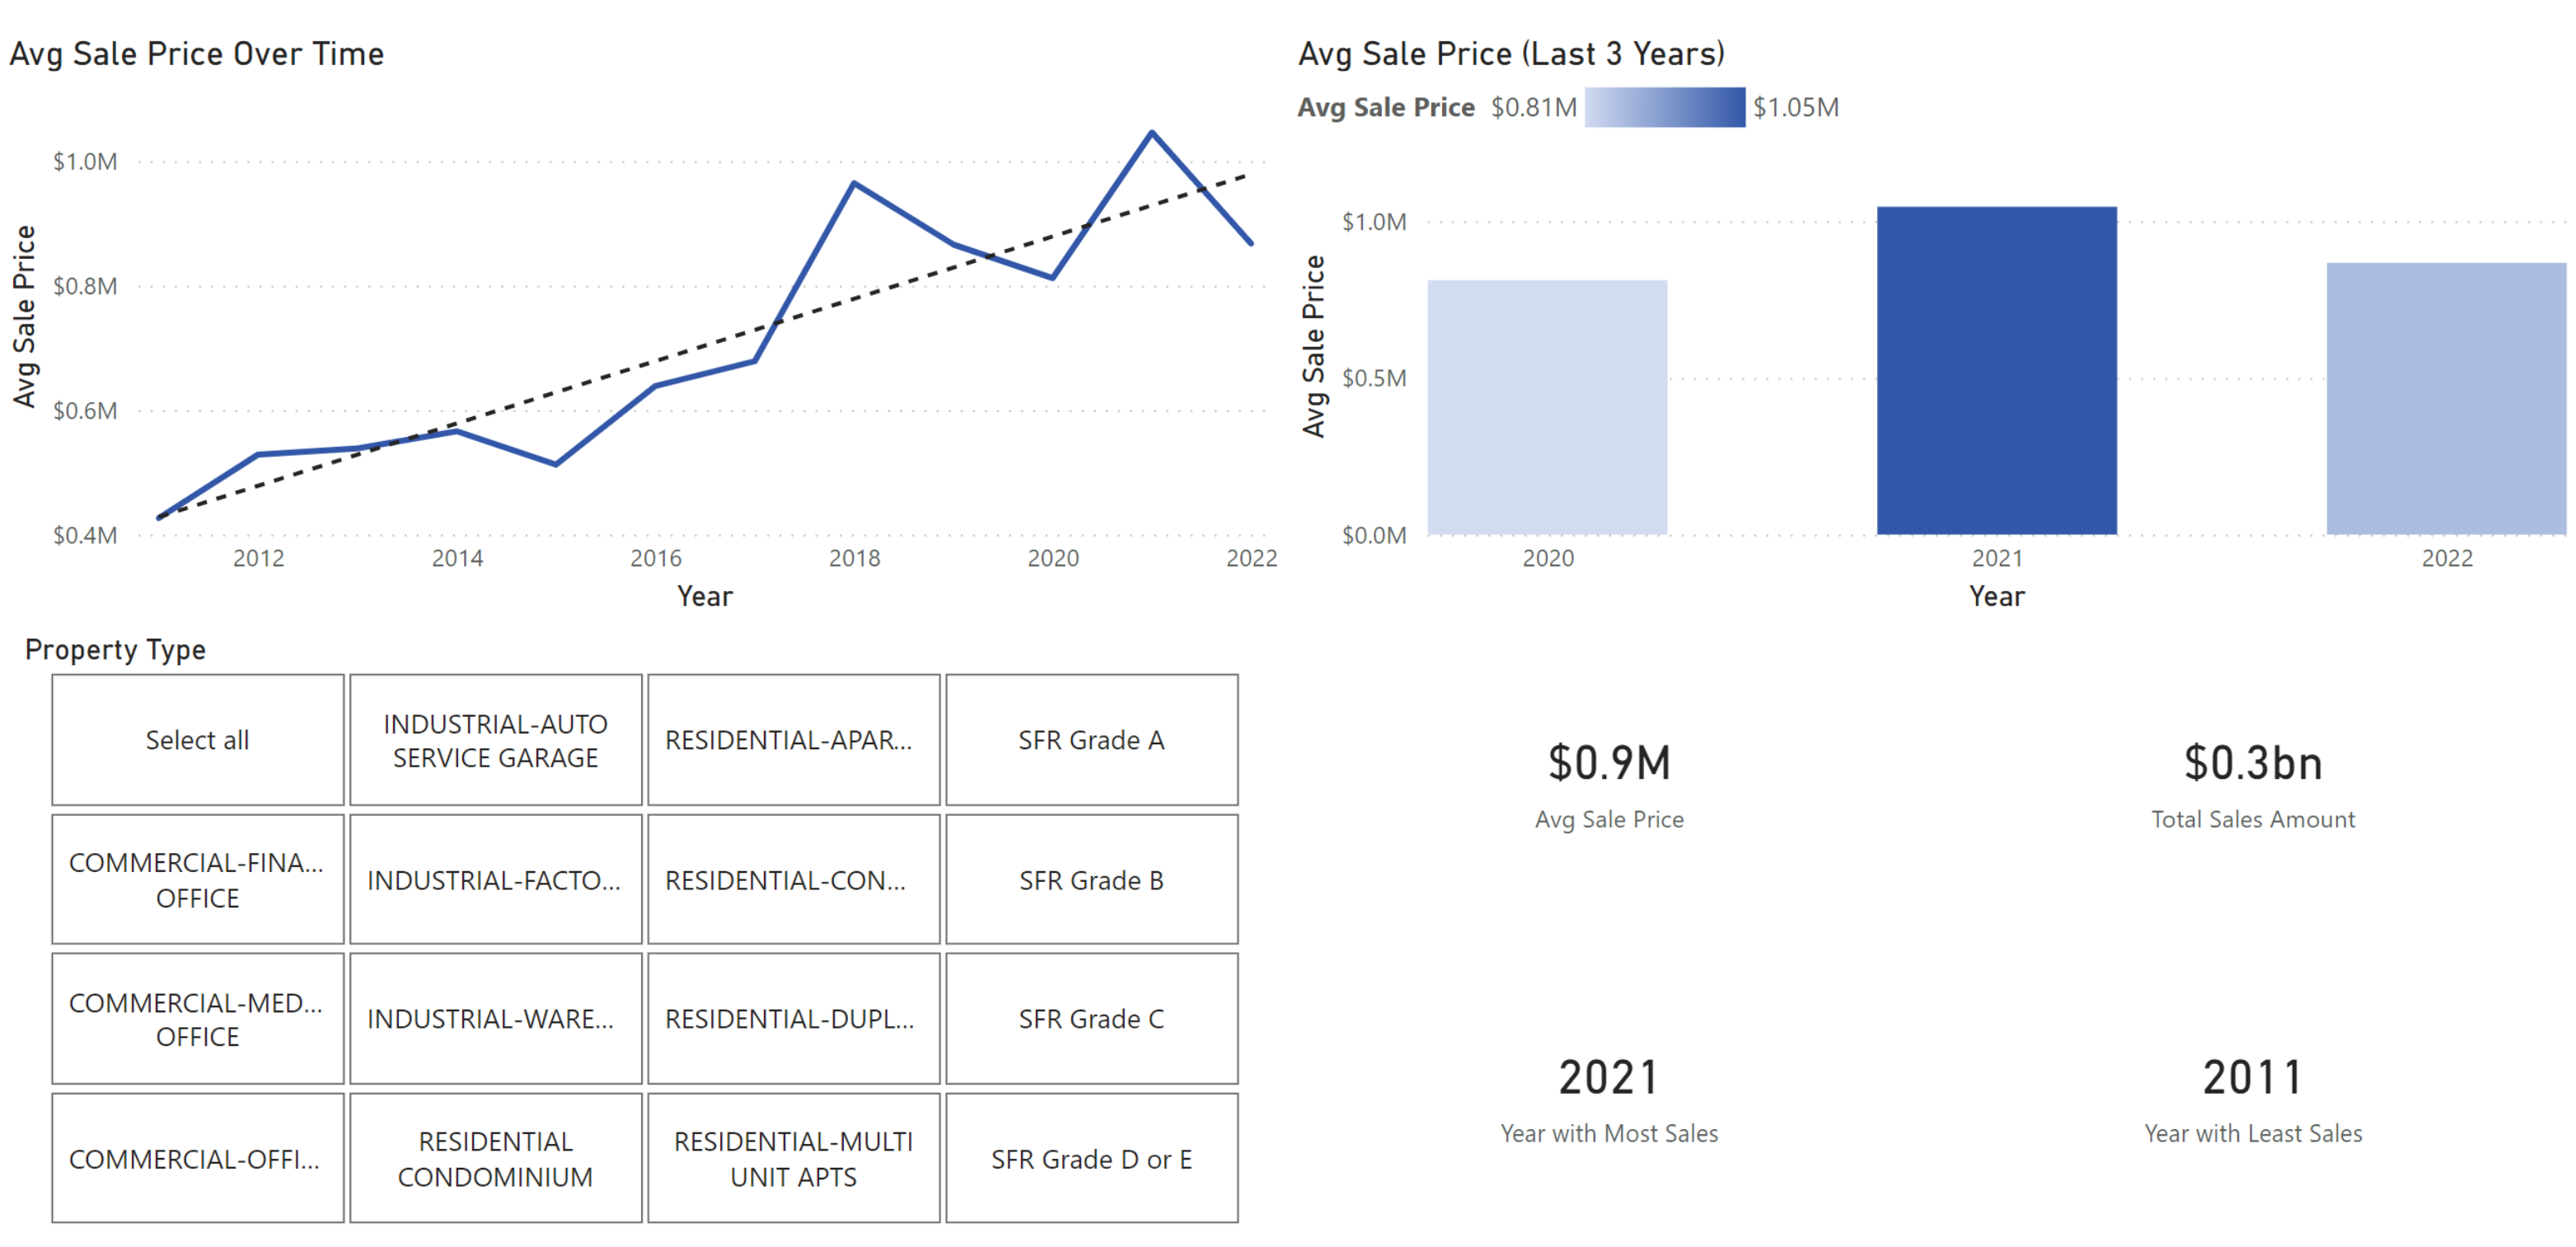 Avg Sale Price Over Time
Avg Sale Price
$1.0M
$0.8M
$0.6M
$0.4M
2012 2014 2016 2018 2020 2022
Year
Avg Sale Price (Last 3 Years)
Avg Sale Price $0.81M $1.05M
Avg Sale Price
$1.0M
$0.5M
$0.0M
2020 2021 2022
Year
Property Type
Select all
INDUSTRIAL-AUTO
SERVICE GARAGE
RESIDENTIAL-APAR...
SFR Grade A
COMMERCIAL-FINA...
OFFICE
INDUSTRIAL-FACTO...
RESIDENTIAL-CON...
SFR Grade B
COMMERCIAL-MED...
OFFICE
INDUSTRIAL-WARE...
RESIDENTIAL-DUPL...
SFR Grade C
COMMERCIAL-OFFI...
RESIDENTIAL
CONDOMINIUM
RESIDENTIAL-MULTI
UNIT APTS
SFR Grade D or E
$0.9M
Avg Sale Price
$0.3bn
Total Sales Amount
2021
Year with Most Sales
2011
Year with Least Sales